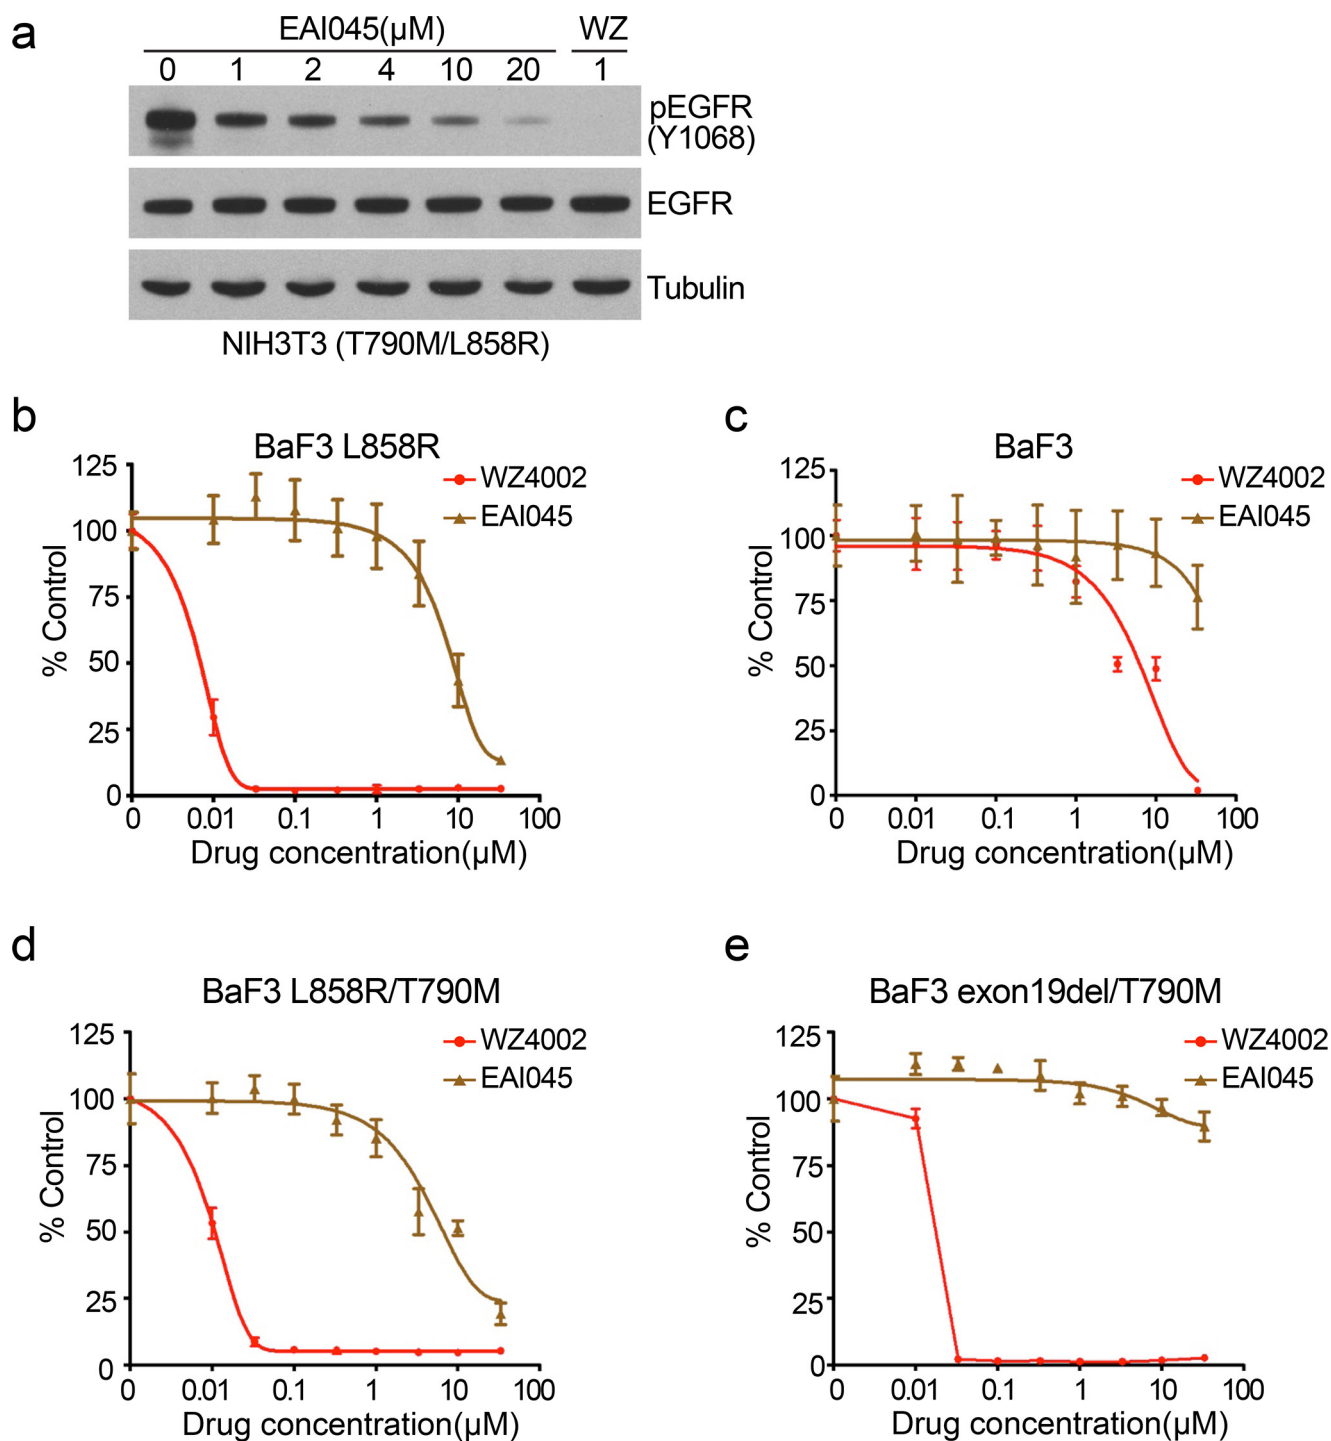 a
EAI045(µM) WZ
0 1 2 4 10 20 1
pEGFR
(Y1068)
EGFR
Tubulin
NIH3T3 (T790M/L858R)
b
BaF3 L858R
WZ4002
EAI045
125
100
75
50
25
0
% Control
0 0.01 0.1 1 10 100
Drug concentration(µM)
c
BaF3
WZ4002
EAI045
125
100
75
50
25
0
% Control
0 0.01 0.1 1 10 100
Drug concentration(µM)
d
BaF3 L858R/T790M
WZ4002
EAI045
125
100
75
50
25
0
% Control
0 0.01 0.1 1 10 100
Drug concentration(µM)
e
BaF3 exon19del/T790M
WZ4002
EAI045
125
100
75
50
25
0
% Control
0 0.01 0.1 1 10 100
Drug concentration(µM)